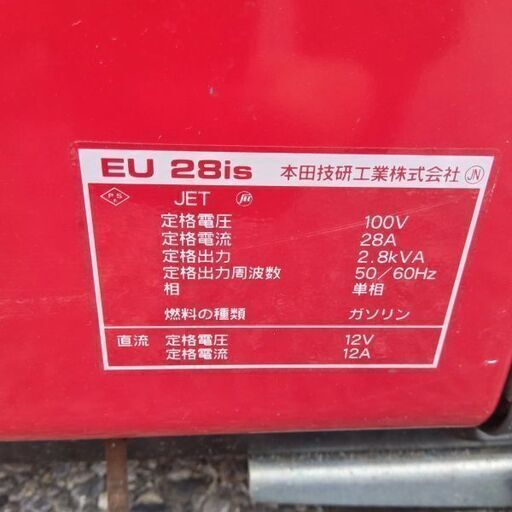 EU 28is 本田技研工業株式会社 JN
PS E JET
定格電圧 100V
定格電流 28A
定格出力 2.8kVA
定格出力周波数 50/60Hz
相 単相
燃料の種類 ガソリン
直流 定格電圧 12V
定格電流 12A